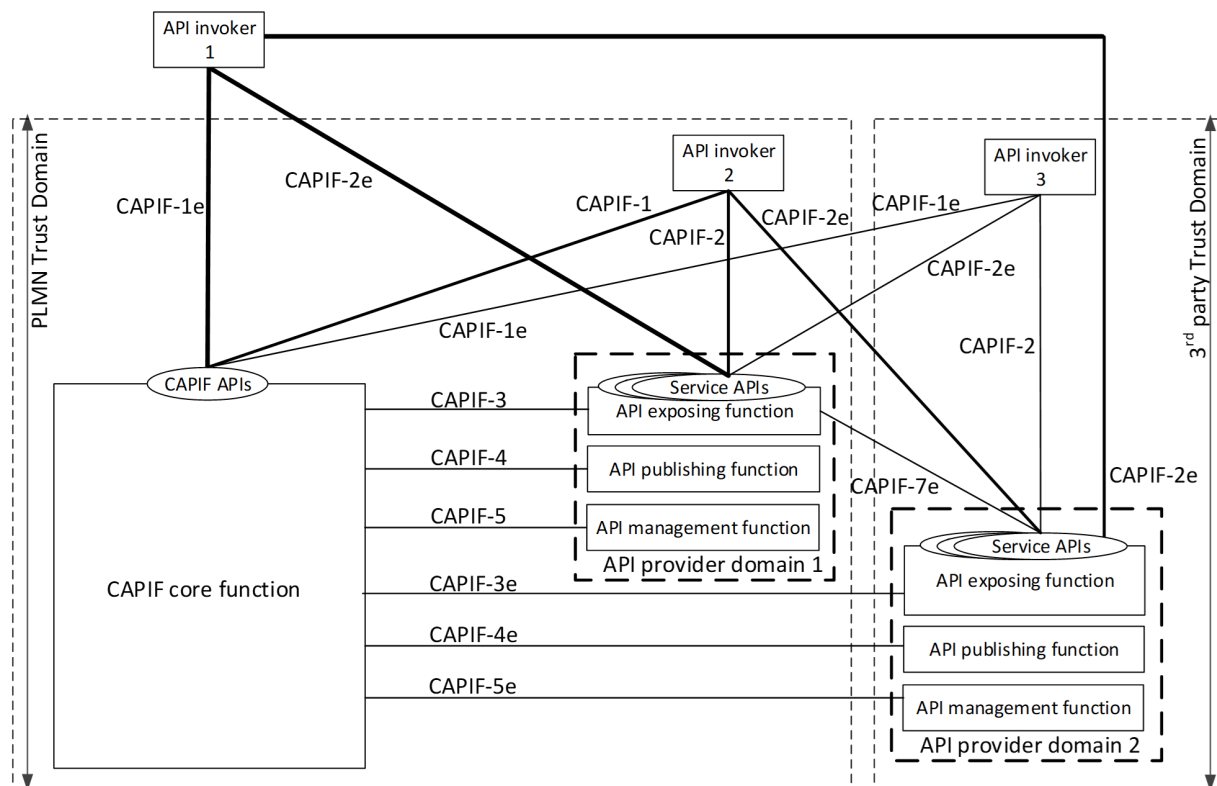 API invoker
1
PLMN Trust Domain
3rd party Trust Domain
API invoker
2
API invoker
3
CAPIF-2e
CAPIF-1e
CAPIF-1
CAPIF-2e
CAPIF-1e
CAPIF-2
CAPIF-2e
CAPIF-1e
CAPIF-2
CAPIF APIs
Service APIs
CAPIF-3
API exposing function
CAPIF-4
API publishing function
CAPIF-7e
CAPIF-2e
CAPIF-5
API management function
API provider domain 1
Service APIs
CAPIF core function
CAPIF-3e
API exposing function
CAPIF-4e
API publishing function
CAPIF-5e
API management function
API provider domain 2